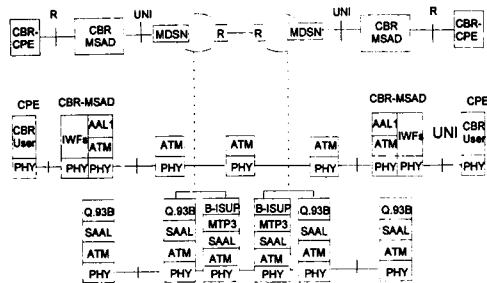 R UNI UNI R
CBR-CPE CBR MSAD MDSN R R MDSN CBR MSAD CBR-CPE
CPE CBR-MSAD CBR-MSAD CPE
CBR User IWFs AAL1 ATM ATM ATM ATM AAL1 ATM IWFs UNI CBR User
PHY PHY PHY PHY PHY PHY PHY PHY PHY
Q.93B Q.93B B-ISUP B-ISUP Q.93B Q.93B
SAAL SAAL MTP3 MTP3 SAAL SAAL
ATM ATM SAAL SAAL ATM ATM
PHY PHY ATM ATM PHY PHY
PHY PHY